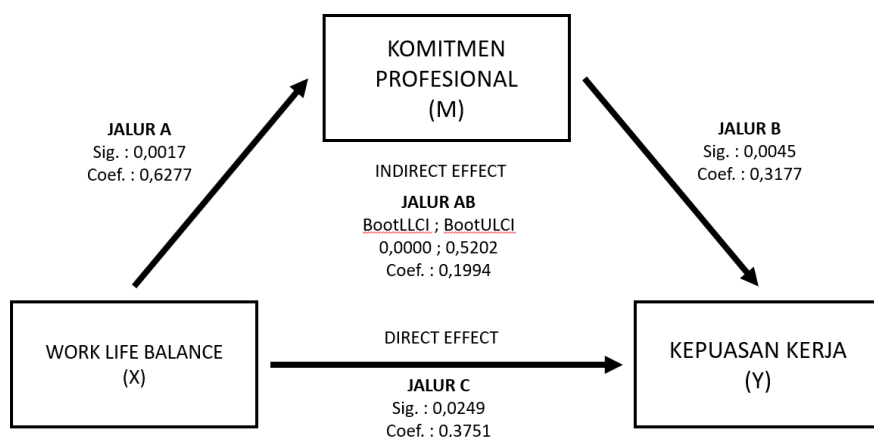 KOMITMEN
PROFESIONAL
(M)
JALUR A
Sig. : 0,0017
Coef. : 0,6277
JALUR B
Sig. : 0,0045
Coef. : 0,3177
INDIRECT EFFECT
JALUR AB
BootLLCI ; BootULCI
0,0000 ; 0,5202
Coef. : 0,1994
WORK LIFE BALANCE
(X)
DIRECT EFFECT
JALUR C
Sig. : 0,0249
Coef. : 0.3751
KEPUASAN KERJA
(Y)